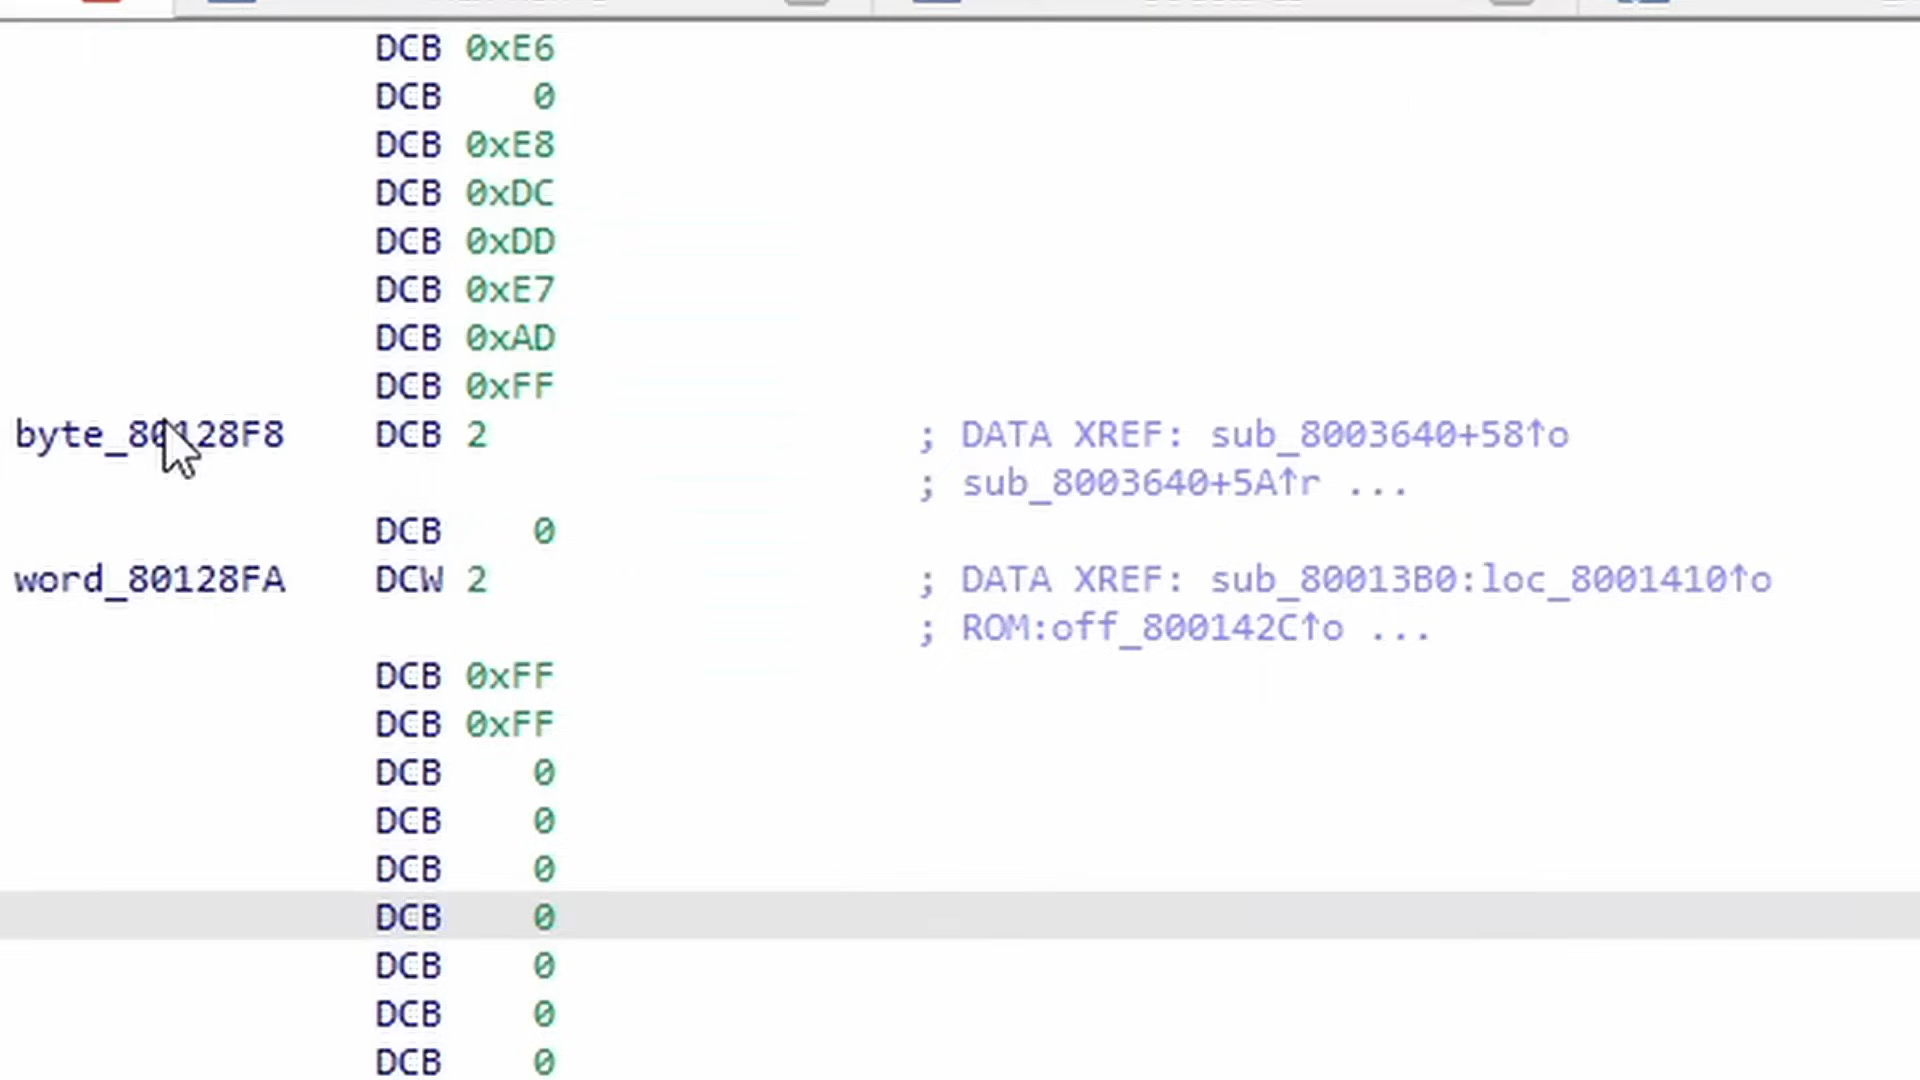 DCB 0xE6
DCB 0
DCB 0xE8
DCB 0xDC
DCB 0xDD
DCB 0xE7
DCB 0xAD
DCB 0xFF
byte_80128F8 DCB 2 ; DATA XREF: sub_8003640+58↑o
; sub_8003640+5A↑r ...
DCB 0
word_80128FA DCW 2 ; DATA XREF: sub_80013B0:loc_8001410↑o
; ROM:off_800142C↑o ...
DCB 0xFF
DCB 0xFF
DCB 0
DCB 0
DCB 0
DCB 0
DCB 0
DCB 0
DCB 0